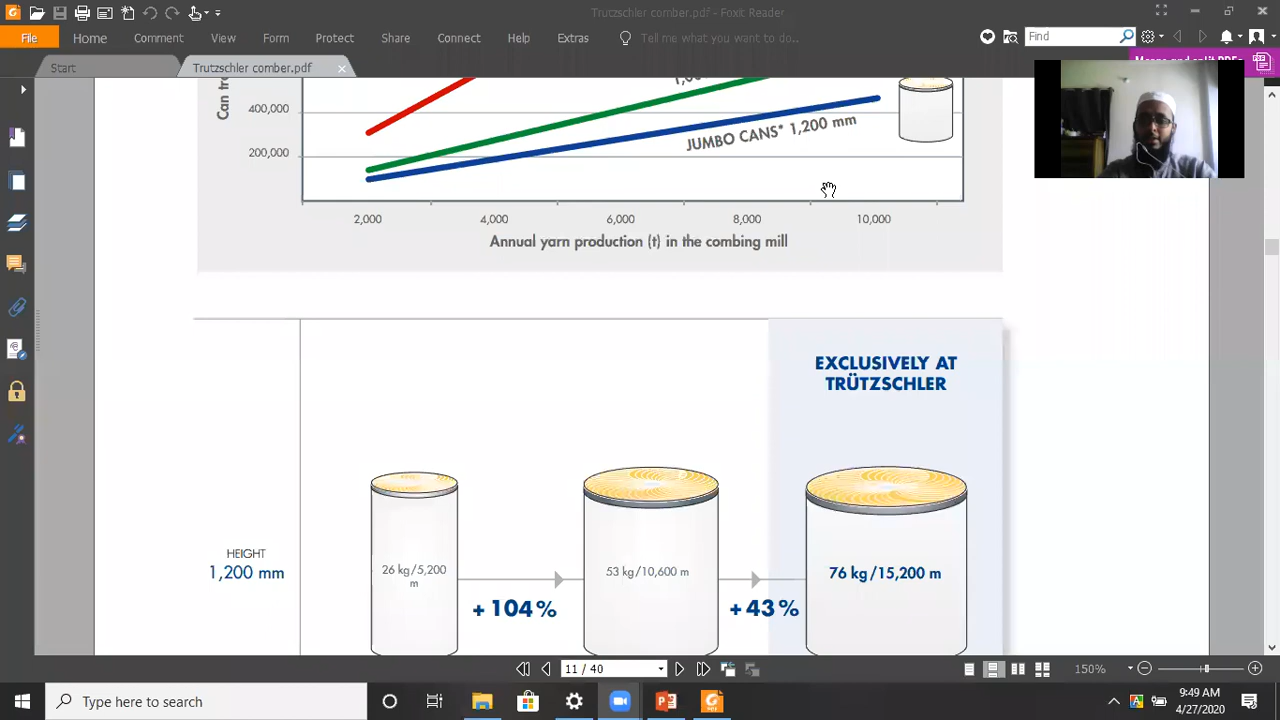 Trutzschler comber.pdf - Foxit Reader
File Home Comment View Form Protect Share Connect Help Extras Tell me what you want to do... Find
Start Trutzschler comber.pdf
Can
400,000
200,000
JUMBO CANS* 1,200 mm
2,000 4,000 6,000 8,000 10,000
Annual yarn production (t) in the combing mill
EXCLUSIVELY AT
TRÜTZSCHLER
HEIGHT
1,200 mm
26 kg/5,200
m
+ 104 %
53 kg/10,600 m
+ 43 %
76 kg/15,200 m
11 / 40
150%
Type here to search
9:49 AM
4/27/2020